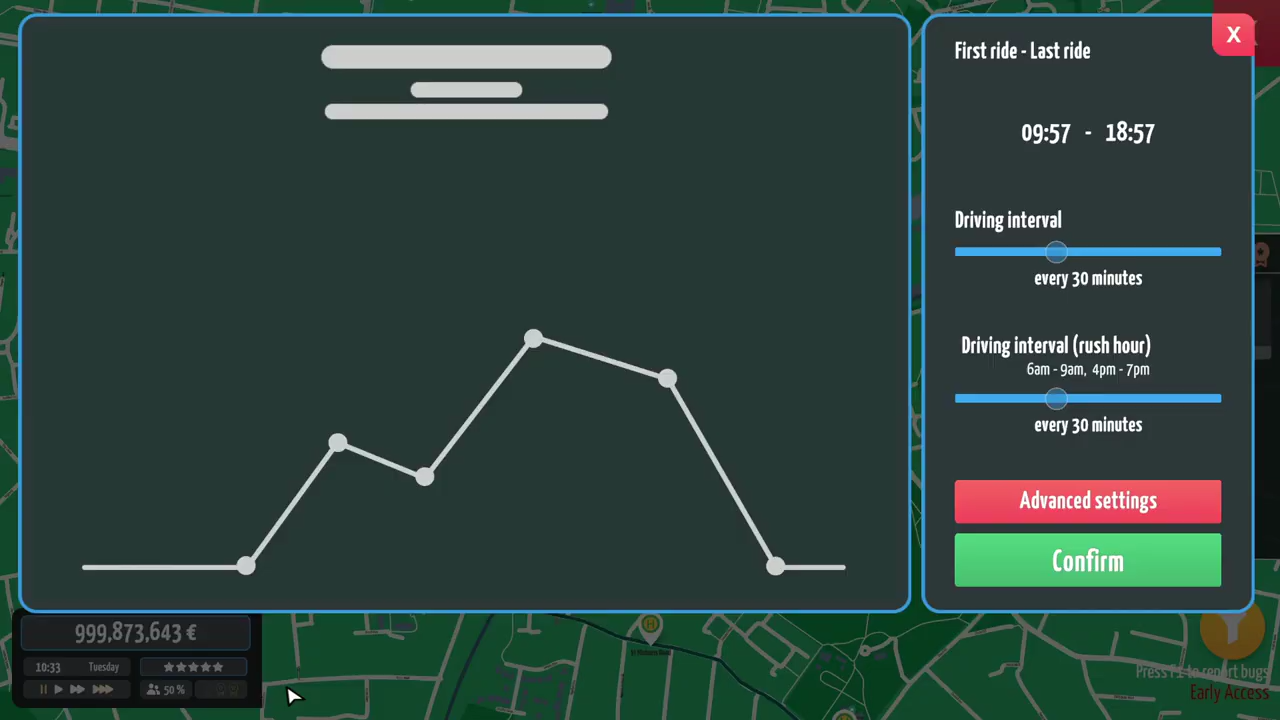 First ride - Last ride
X
09:57 - 18:57
Driving interval
every 30 minutes
Driving interval (rush hour)
6am - 9am, 4pm - 7pm
every 30 minutes
Advanced settings
Confirm
999,873,643 €
10:33 Tuesday
50 %
Press F1 to report bugs
Early Access